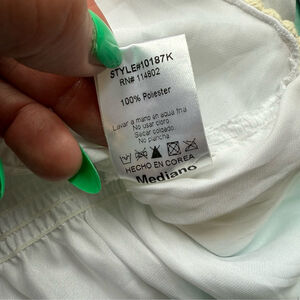 STYLE#10187K
RN# 114802
100% Poliester
Lavar a mano en agua fria
No usar cloro.
Secar colgado.
No plancha.
HECHO EN COREA
Mediano